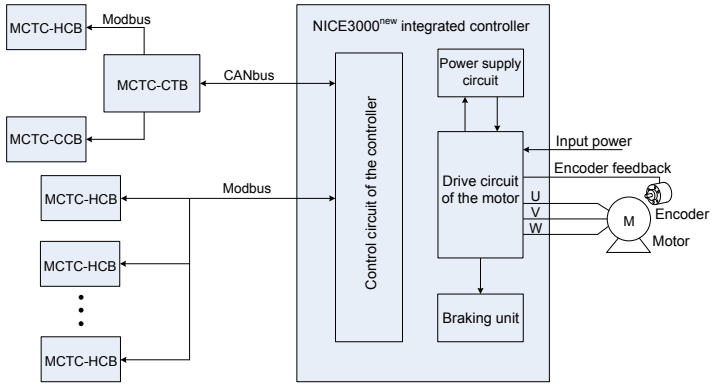 MCTC-HCB
Modbus
MCTC-CTB
CANbus
MCTC-CCB
MCTC-HCB
Modbus
MCTC-HCB
MCTC-HCB
NICE3000new integrated controller
Control circuit of the controller
Power supply
circuit
Drive circuit
of the motor
Braking unit
Input power
Encoder feedback
U
V
W
M
Encoder
Motor